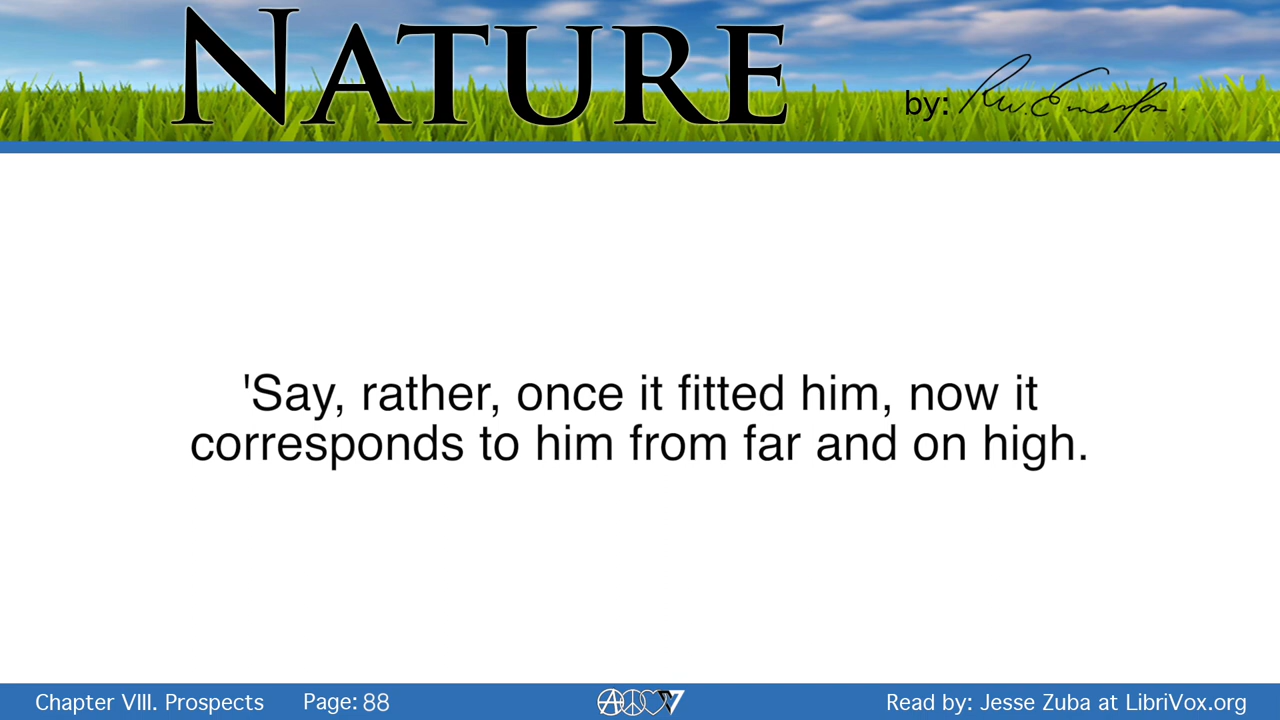 NATURE
by: R.W. Emerson.
'Say, rather, once it fitted him, now it
corresponds to him from far and on high.
Chapter VIII. Prospects Page: 88 Read by: Jesse Zuba at LibriVox.org